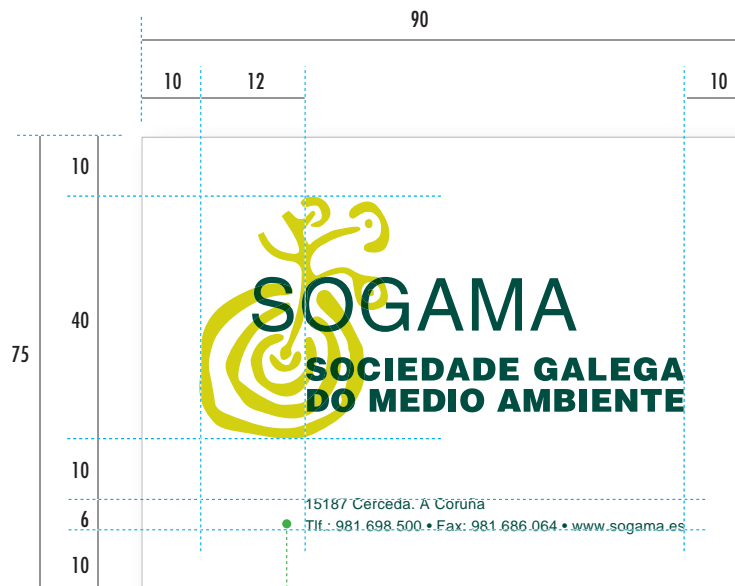 90
10 12 10
10
SOGAMA
40
75
SOCIEDADE GALEGA
DO MEDIO AMBIENTE
10
15187 Cerceda. A Coruña
6
Tlf.: 981 698 500 • Fax: 981 686 064 • www.sogama.es
10